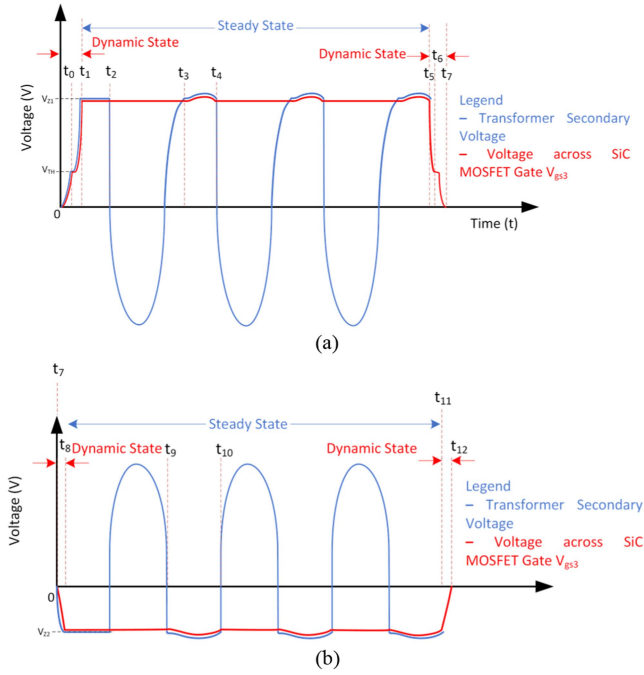 Steady State
Dynamic State
Dynamic State
t6
t0 t1 t2 t3 t4 t5 t7
VZ1
Voltage (V)
VTH
0
Time (t)
Legend
– Transformer Secondary
Voltage
– Voltage across SiC
MOSFET Gate Vgs3
(a)
t7
t11
Steady State
t8 Dynamic State t9 t10 Dynamic State t12
Voltage (V)
0
VZ2
Legend
– Transformer Secondary
Voltage
– Voltage across SiC
MOSFET Gate Vgs3
(b)